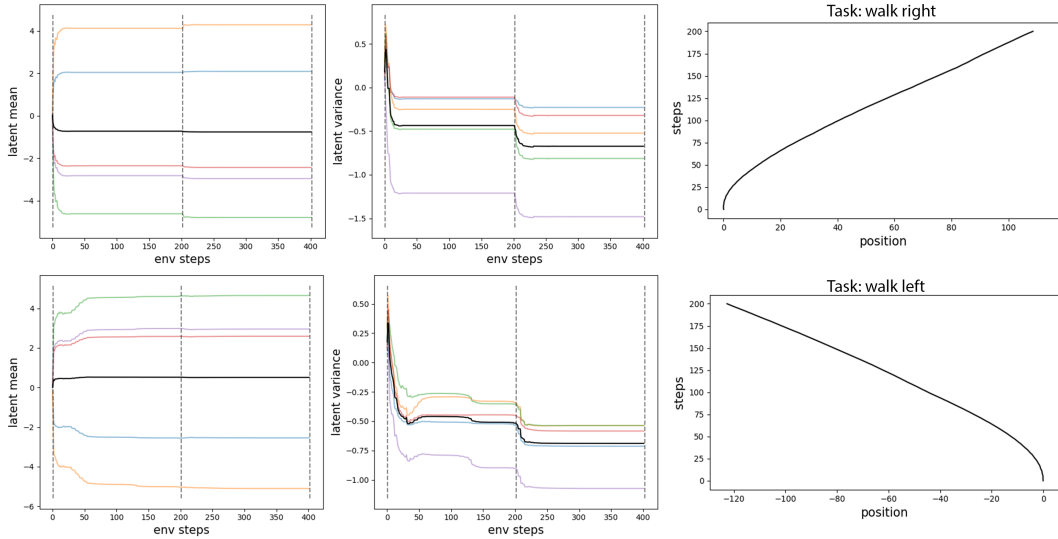 latent mean
4
2
0
−2
−4
0 50 100 150 200 250 300 350 400
env steps
latent variance
0.5
0.0
−0.5
−1.0
−1.5
0 50 100 150 200 250 300 350 400
env steps
Task: walk right
steps
200
175
150
125
100
75
50
25
0
0 20 40 60 80 100
position
latent mean
4
2
0
−2
−4
−6
0 50 100 150 200 250 300 350 400
env steps
latent variance
0.50
0.25
0.00
−0.25
−0.50
−0.75
−1.00
0 50 100 150 200 250 300 350 400
env steps
Task: walk left
steps
200
175
150
125
100
75
50
25
0
−120 −100 −80 −60 −40 −20 0
position